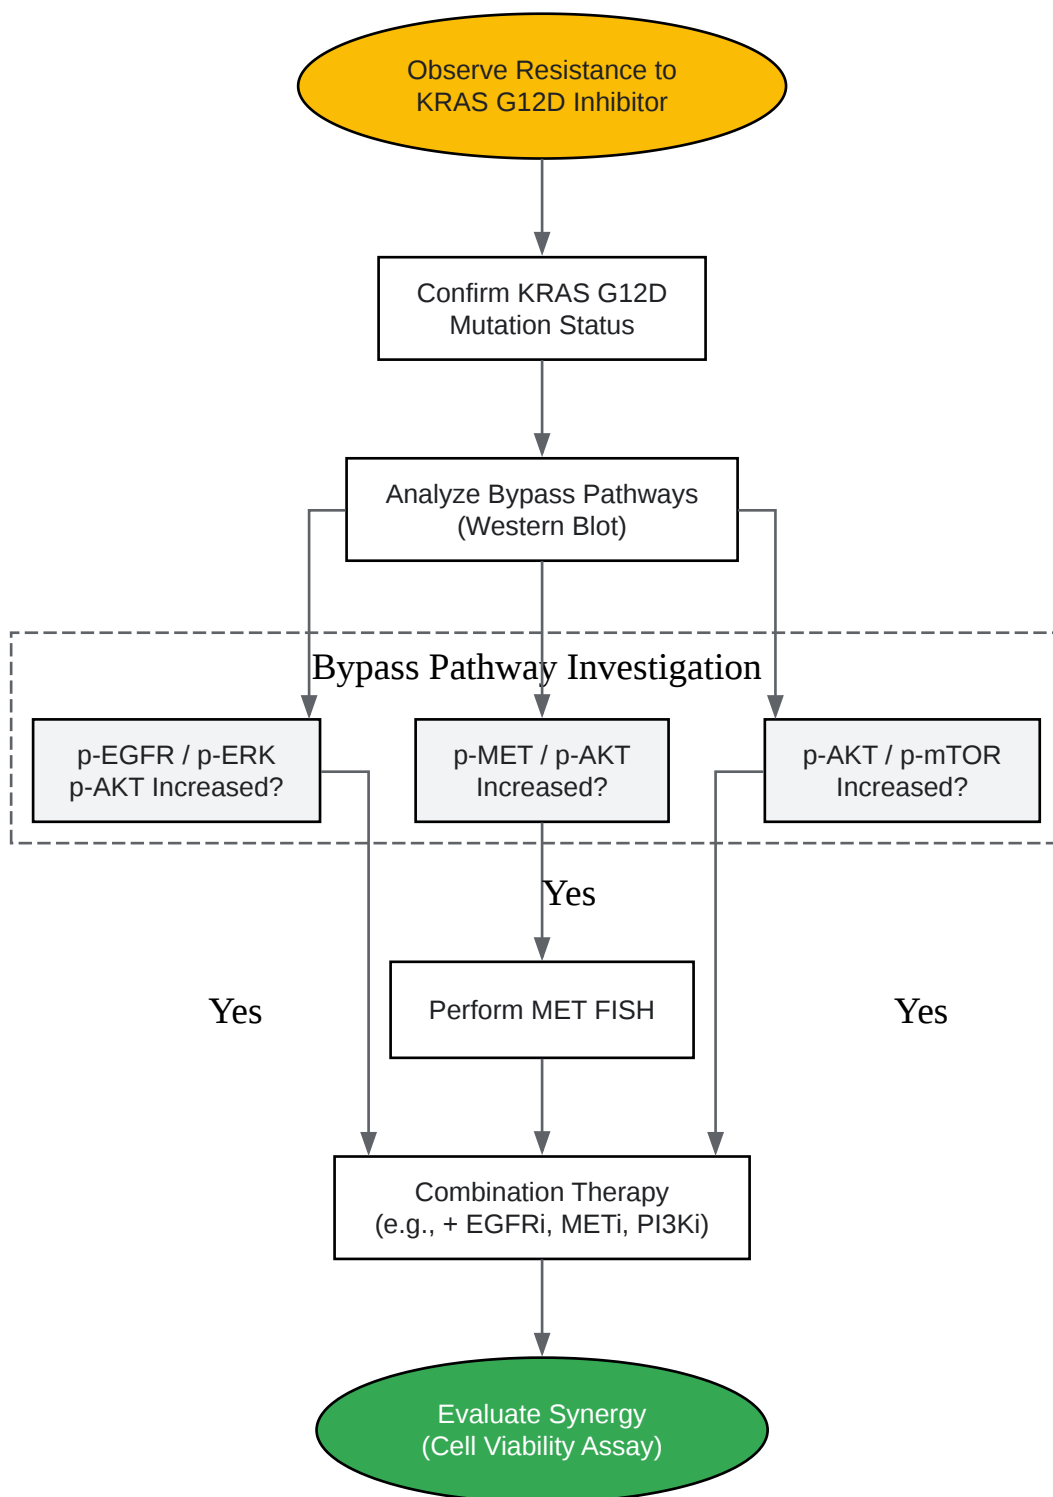 Observe Resistance to
KRAS G12D Inhibitor
Confirm KRAS G12D
Mutation Status
Analyze Bypass Pathways
(Western Blot)
Bypass Pathway Investigation
p-EGFR / p-ERK
p-AKT Increased?
p-MET / p-AKT
Increased?
p-AKT / p-mTOR
Increased?
Yes
Yes
Yes
Perform MET FISH
Combination Therapy
(e.g., + EGFRi, METi, PI3Ki)
Evaluate Synergy
(Cell Viability Assay)